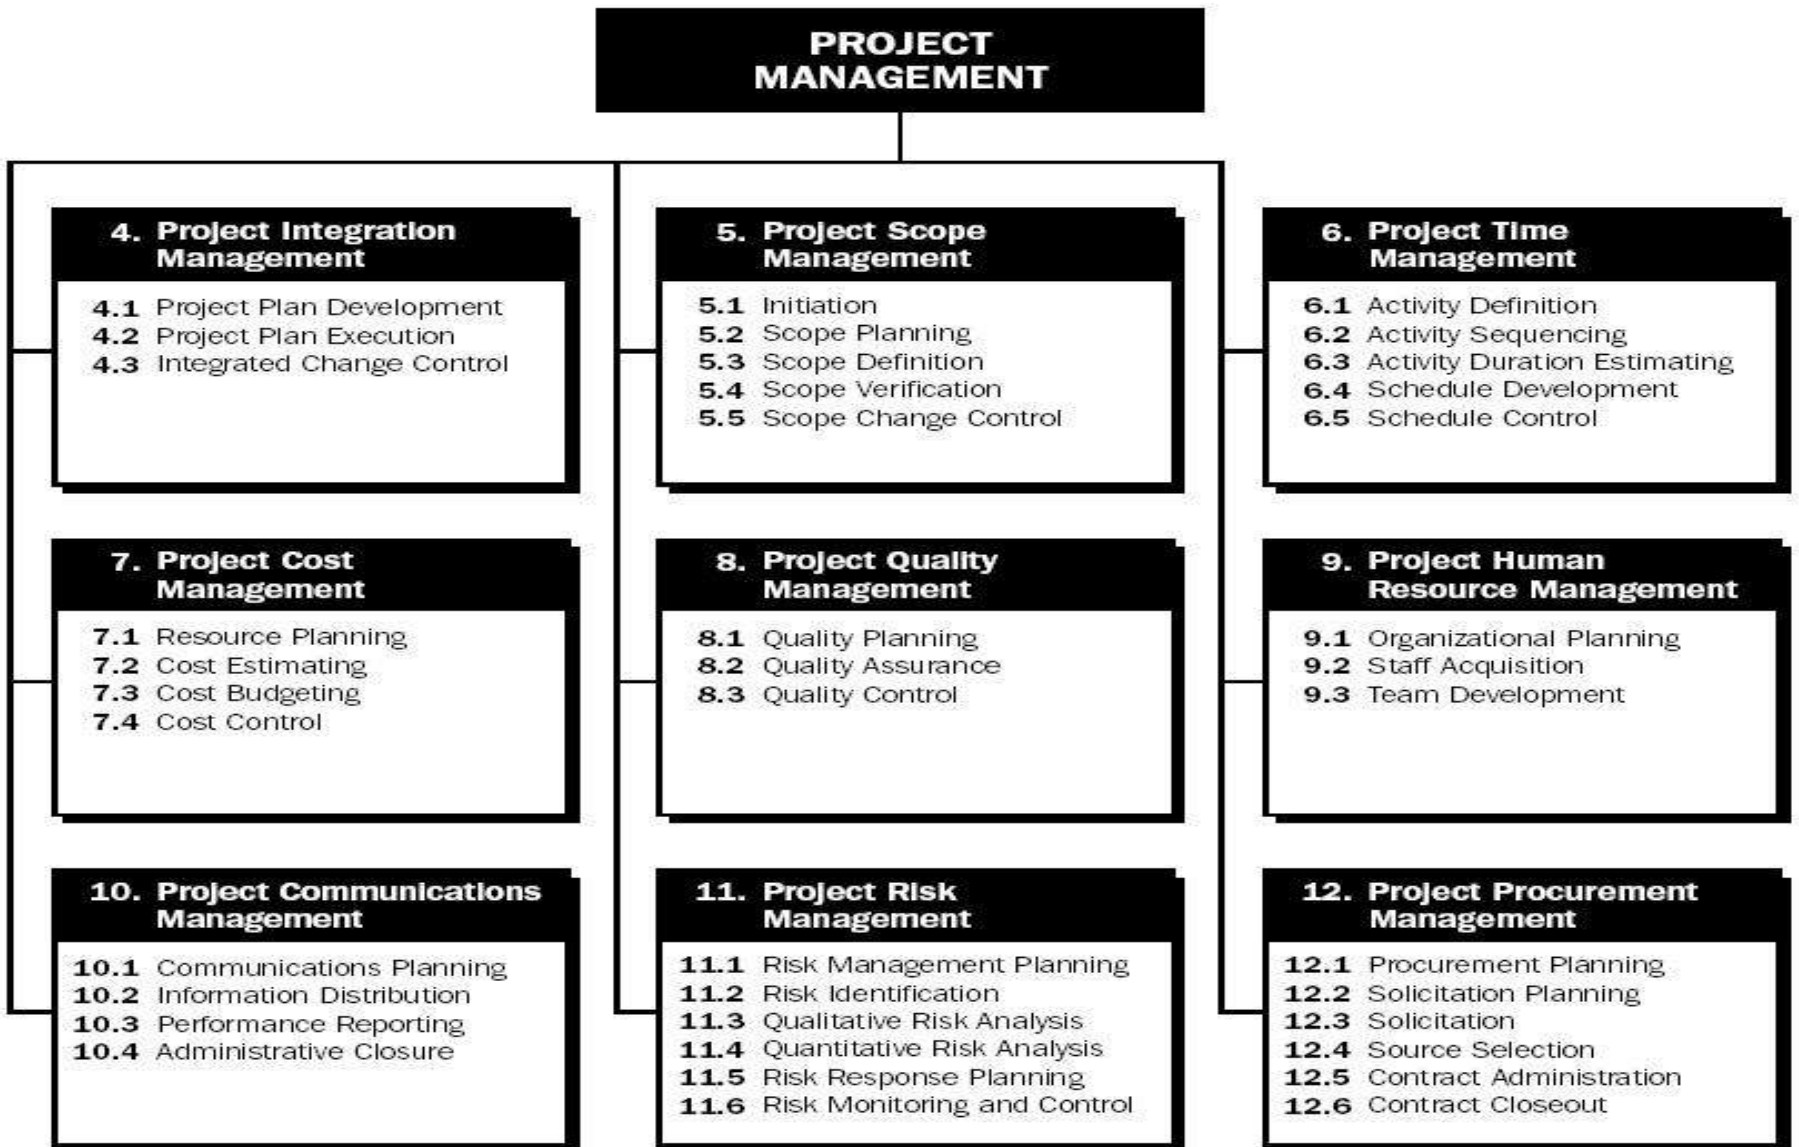 PROJECT
MANAGEMENT
4. Project Integration
Management
4.1 Project Plan Development
4.2 Project Plan Execution
4.3 Integrated Change Control
5. Project Scope
Management
5.1 Initiation
5.2 Scope Planning
5.3 Scope Definition
5.4 Scope Verification
5.5 Scope Change Control
6. Project Time
Management
6.1 Activity Definition
6.2 Activity Sequencing
6.3 Activity Duration Estimating
6.4 Schedule Development
6.5 Schedule Control
7. Project Cost
Management
7.1 Resource Planning
7.2 Cost Estimating
7.3 Cost Budgeting
7.4 Cost Control
8. Project Quality
Management
8.1 Quality Planning
8.2 Quality Assurance
8.3 Quality Control
9. Project Human
Resource Management
9.1 Organizational Planning
9.2 Staff Acquisition
9.3 Team Development
10. Project Communications
Management
10.1 Communications Planning
10.2 Information Distribution
10.3 Performance Reporting
10.4 Administrative Closure
11. Project Risk
Management
11.1 Risk Management Planning
11.2 Risk Identification
11.3 Qualitative Risk Analysis
11.4 Quantitative Risk Analysis
11.5 Risk Response Planning
11.6 Risk Monitoring and Control
12. Project Procurement
Management
12.1 Procurement Planning
12.2 Solicitation Planning
12.3 Solicitation
12.4 Source Selection
12.5 Contract Administration
12.6 Contract Closeout